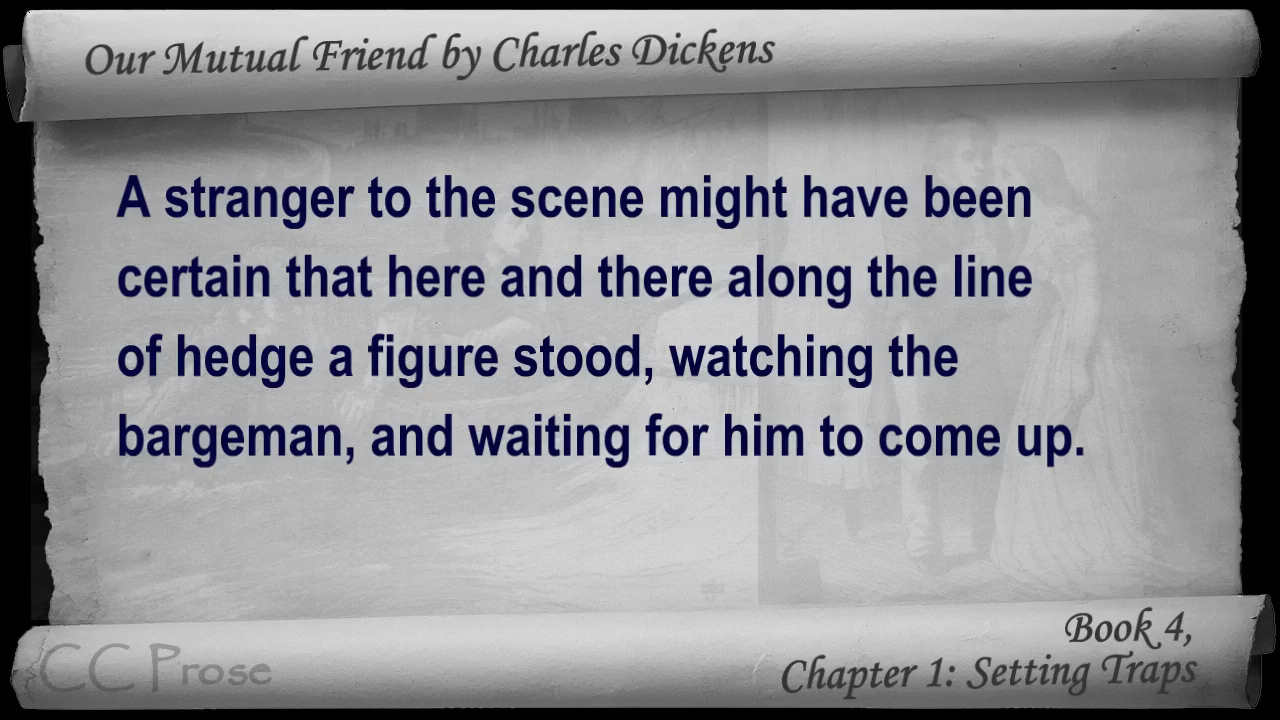 Our Mutual Friend by Charles Dickens
A stranger to the scene might have been
certain that here and there along the line
of hedge a figure stood, watching the
bargeman, and waiting for him to come up.
Book 4,
Chapter 1: Setting Traps
CC Prose